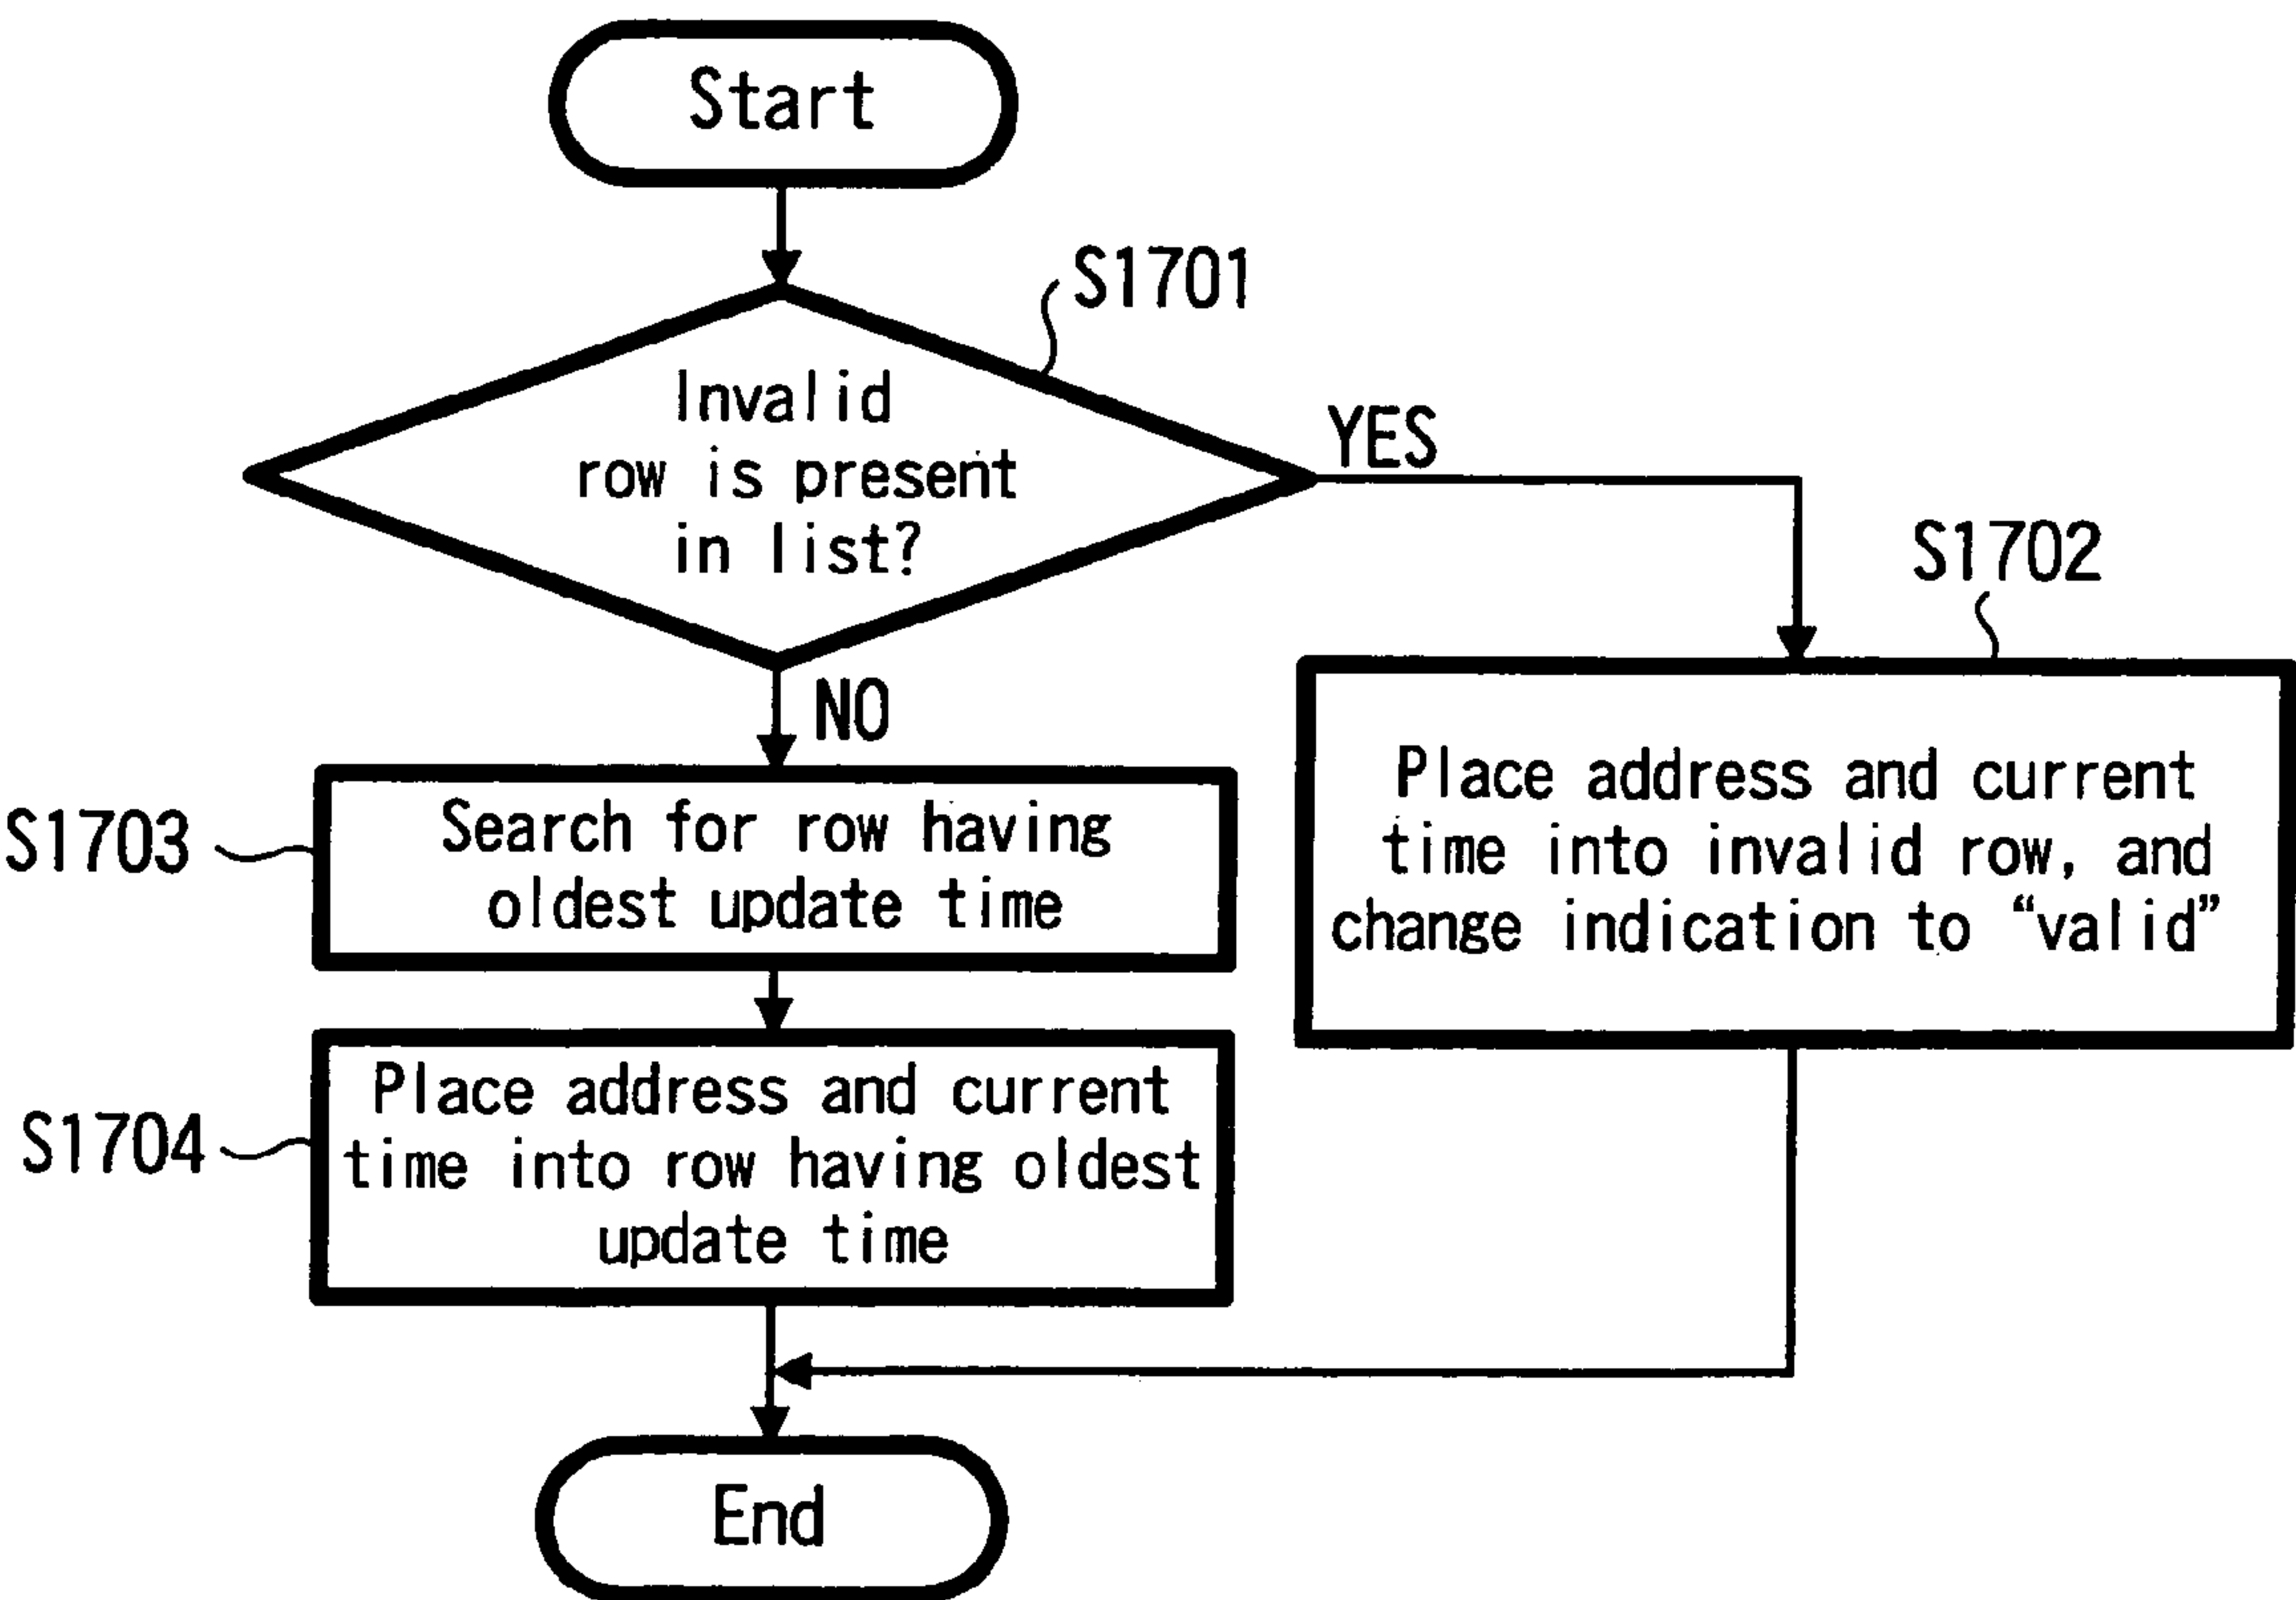 Start
S1701
Invalid
row is present
in list?
YES
NO
S1702
Place address and current
time into invalid row, and
change indication to “valid”
S1703
Search for row having
oldest update time
S1704
Place address and current
time into row having oldest
update time
End